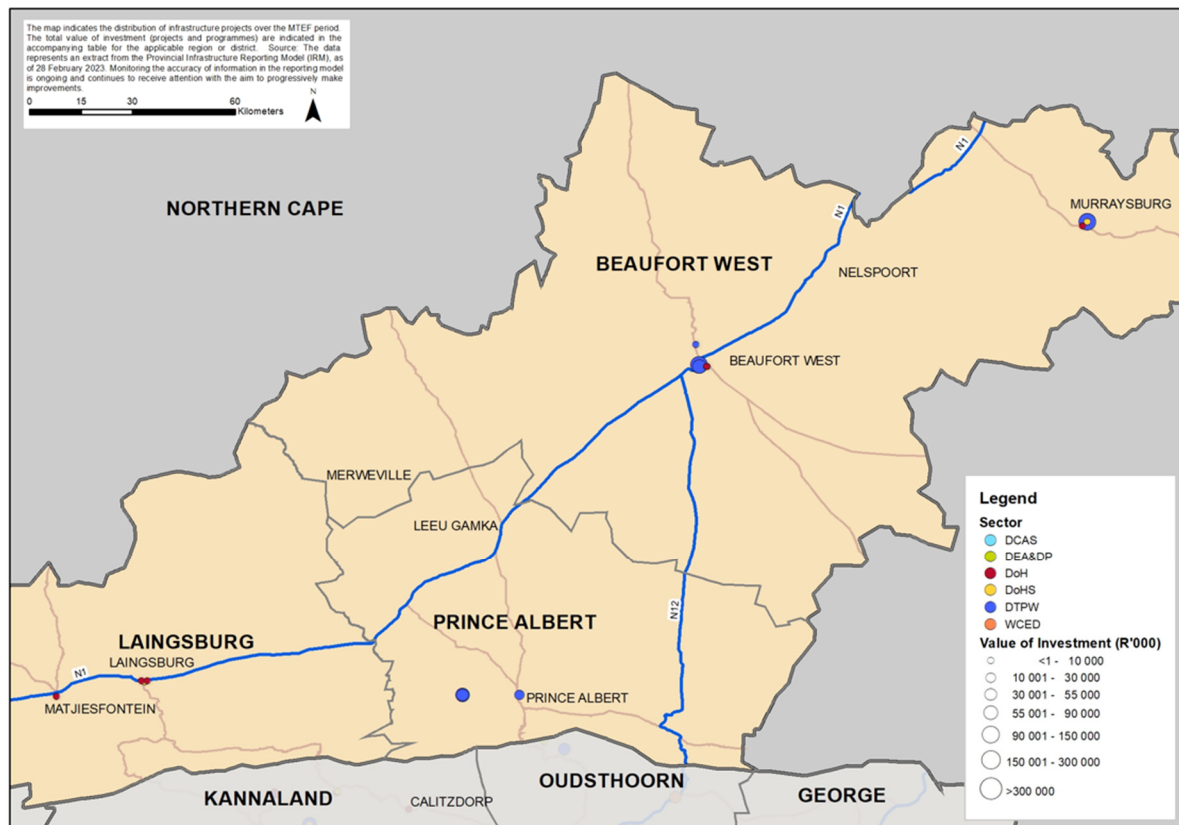 The map indicates the distribution of infrastructure projects over the MTEF period.
The total value of investment (projects and programmes) are indicated in the
accompanying table for the applicable region or district. Source: The data
represents an extract from the Provincial Infrastructure Reporting Model (IRM), as
of 28 February 2023. Monitoring the accuracy of information in the reporting model
is ongoing and continues to receive attention with the aim to progressively make
improvements.
N
0 15 30 60
Kilometers
NORTHERN CAPE
N1
MURRAYSBURG
N1
BEAUFORT WEST
NELSPOORT
BEAUFORT WEST
MERWEVILLE
LEEU GAMKA
N12
PRINCE ALBERT
LAINGSBURG
LAINGSBURG
N1
MATJIESFONTEIN
PRINCE ALBERT
OUDSTHOORN
KANNALAND
CALITZDORP
GEORGE
Legend
Sector
DCAS
DEA&DP
DoH
DoHS
DTPW
WCED
Value of Investment (R'000)
<1 - 10 000
10 001 - 30 000
30 001 - 55 000
55 001 - 90 000
90 001 - 150 000
150 001 - 300 000
>300 000